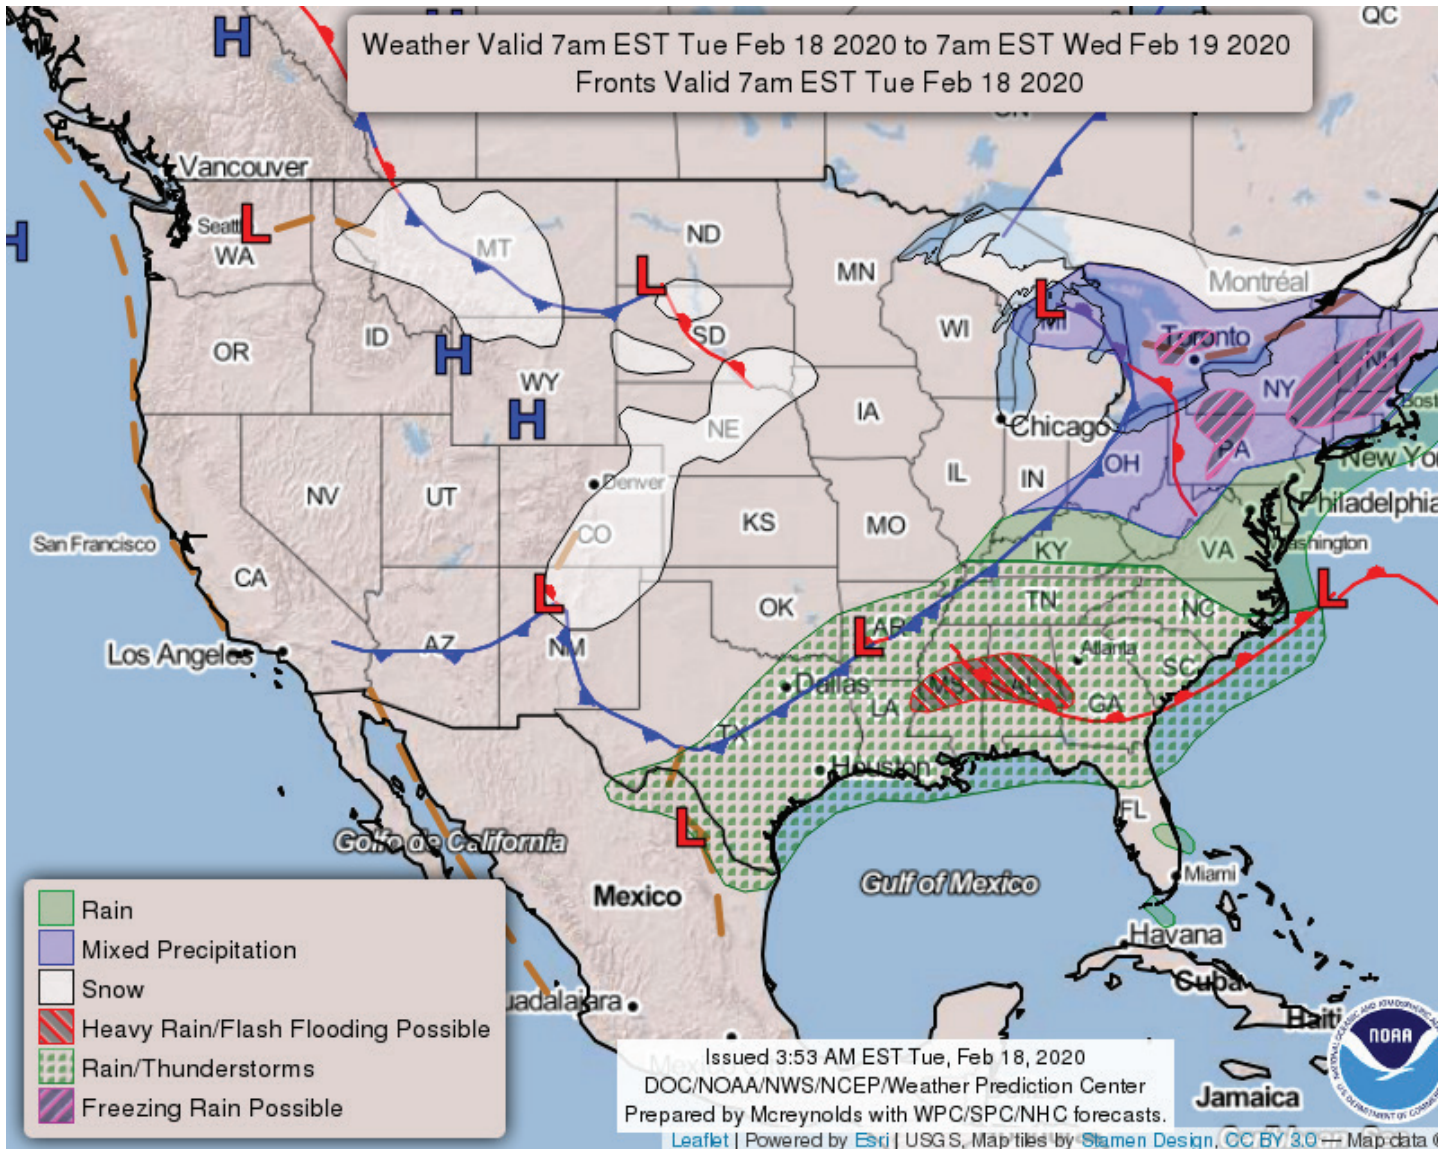 QC
H
Weather Valid 7am EST Tue Feb 18 2020 to 7am EST Wed Feb 19 2020
Fronts Valid 7am EST Tue Feb 18 2020
Vancouver
Seattl
L
WA
MT
ND
H
L
MN
Montréal
L
MI
WI
Toronto
OR
ID
H
SD
WY
NY
NH
H
IA
NE
Chicago
Bost
PA
New Yo
OH
NV
UT
Denver
IL
IN
Philadelphia
San Francisco
CO
KS
MO
KY
VA
ashington
CA
L
OK
TN
NC
L
Los Angeles
AZ
NM
AR
L
Atlanta
SC
Dallas
MS
AL
LA
GA
TX
Houston
FL
L
Golfo de California
Gulf of Mexico
Miami
Mexico
Havana
Cuba
Haiti
uadalajara
Mexico City
Jamaica
Rain
Mixed Precipitation
Snow
Heavy Rain/Flash Flooding Possible
Rain/Thunderstorms
Freezing Rain Possible
Issued 3:53 AM EST Tue, Feb 18, 2020
DOC/NOAA/NWS/NCEP/Weather Prediction Center
Prepared by Mcreynolds with WPC/SPC/NHC forecasts.
NOAA
Leaflet | Powered by Esri | USGS, Map tiles by Stamen Design, CC BY 3.0 — Map data ©